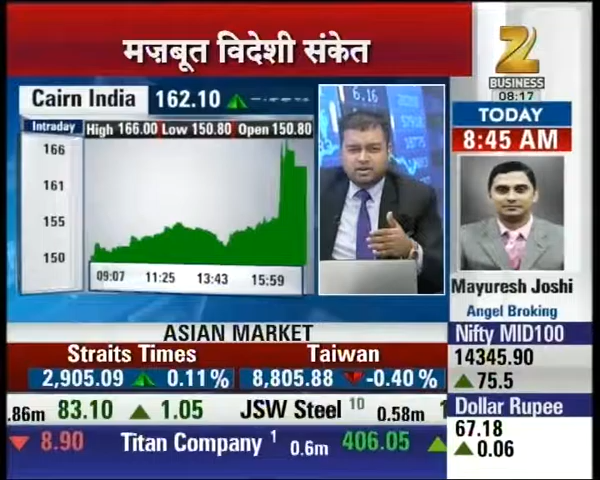 मज़बूत विदेशी संकेत
Z
BUSINESS
08:17
Cairn India 162.10
TODAY
8:45 AM
Intraday High 166.00 Low 150.80 Open 150.80
6.16
166
161
155
150
09:07 11:25 13:43 15:59
Mayuresh Joshi
Angel Broking
ASIAN MARKET
Straits Times Taiwan
2,905.09 0.11% 8,805.88 -0.40%
Nifty MID100
14345.90
75.5
.86m 83.10 1.05 JSW Steel 10 0.58m 1
Dollar Rupee
67.18
0.06
8.90 Titan Company 1 0.6m 406.05